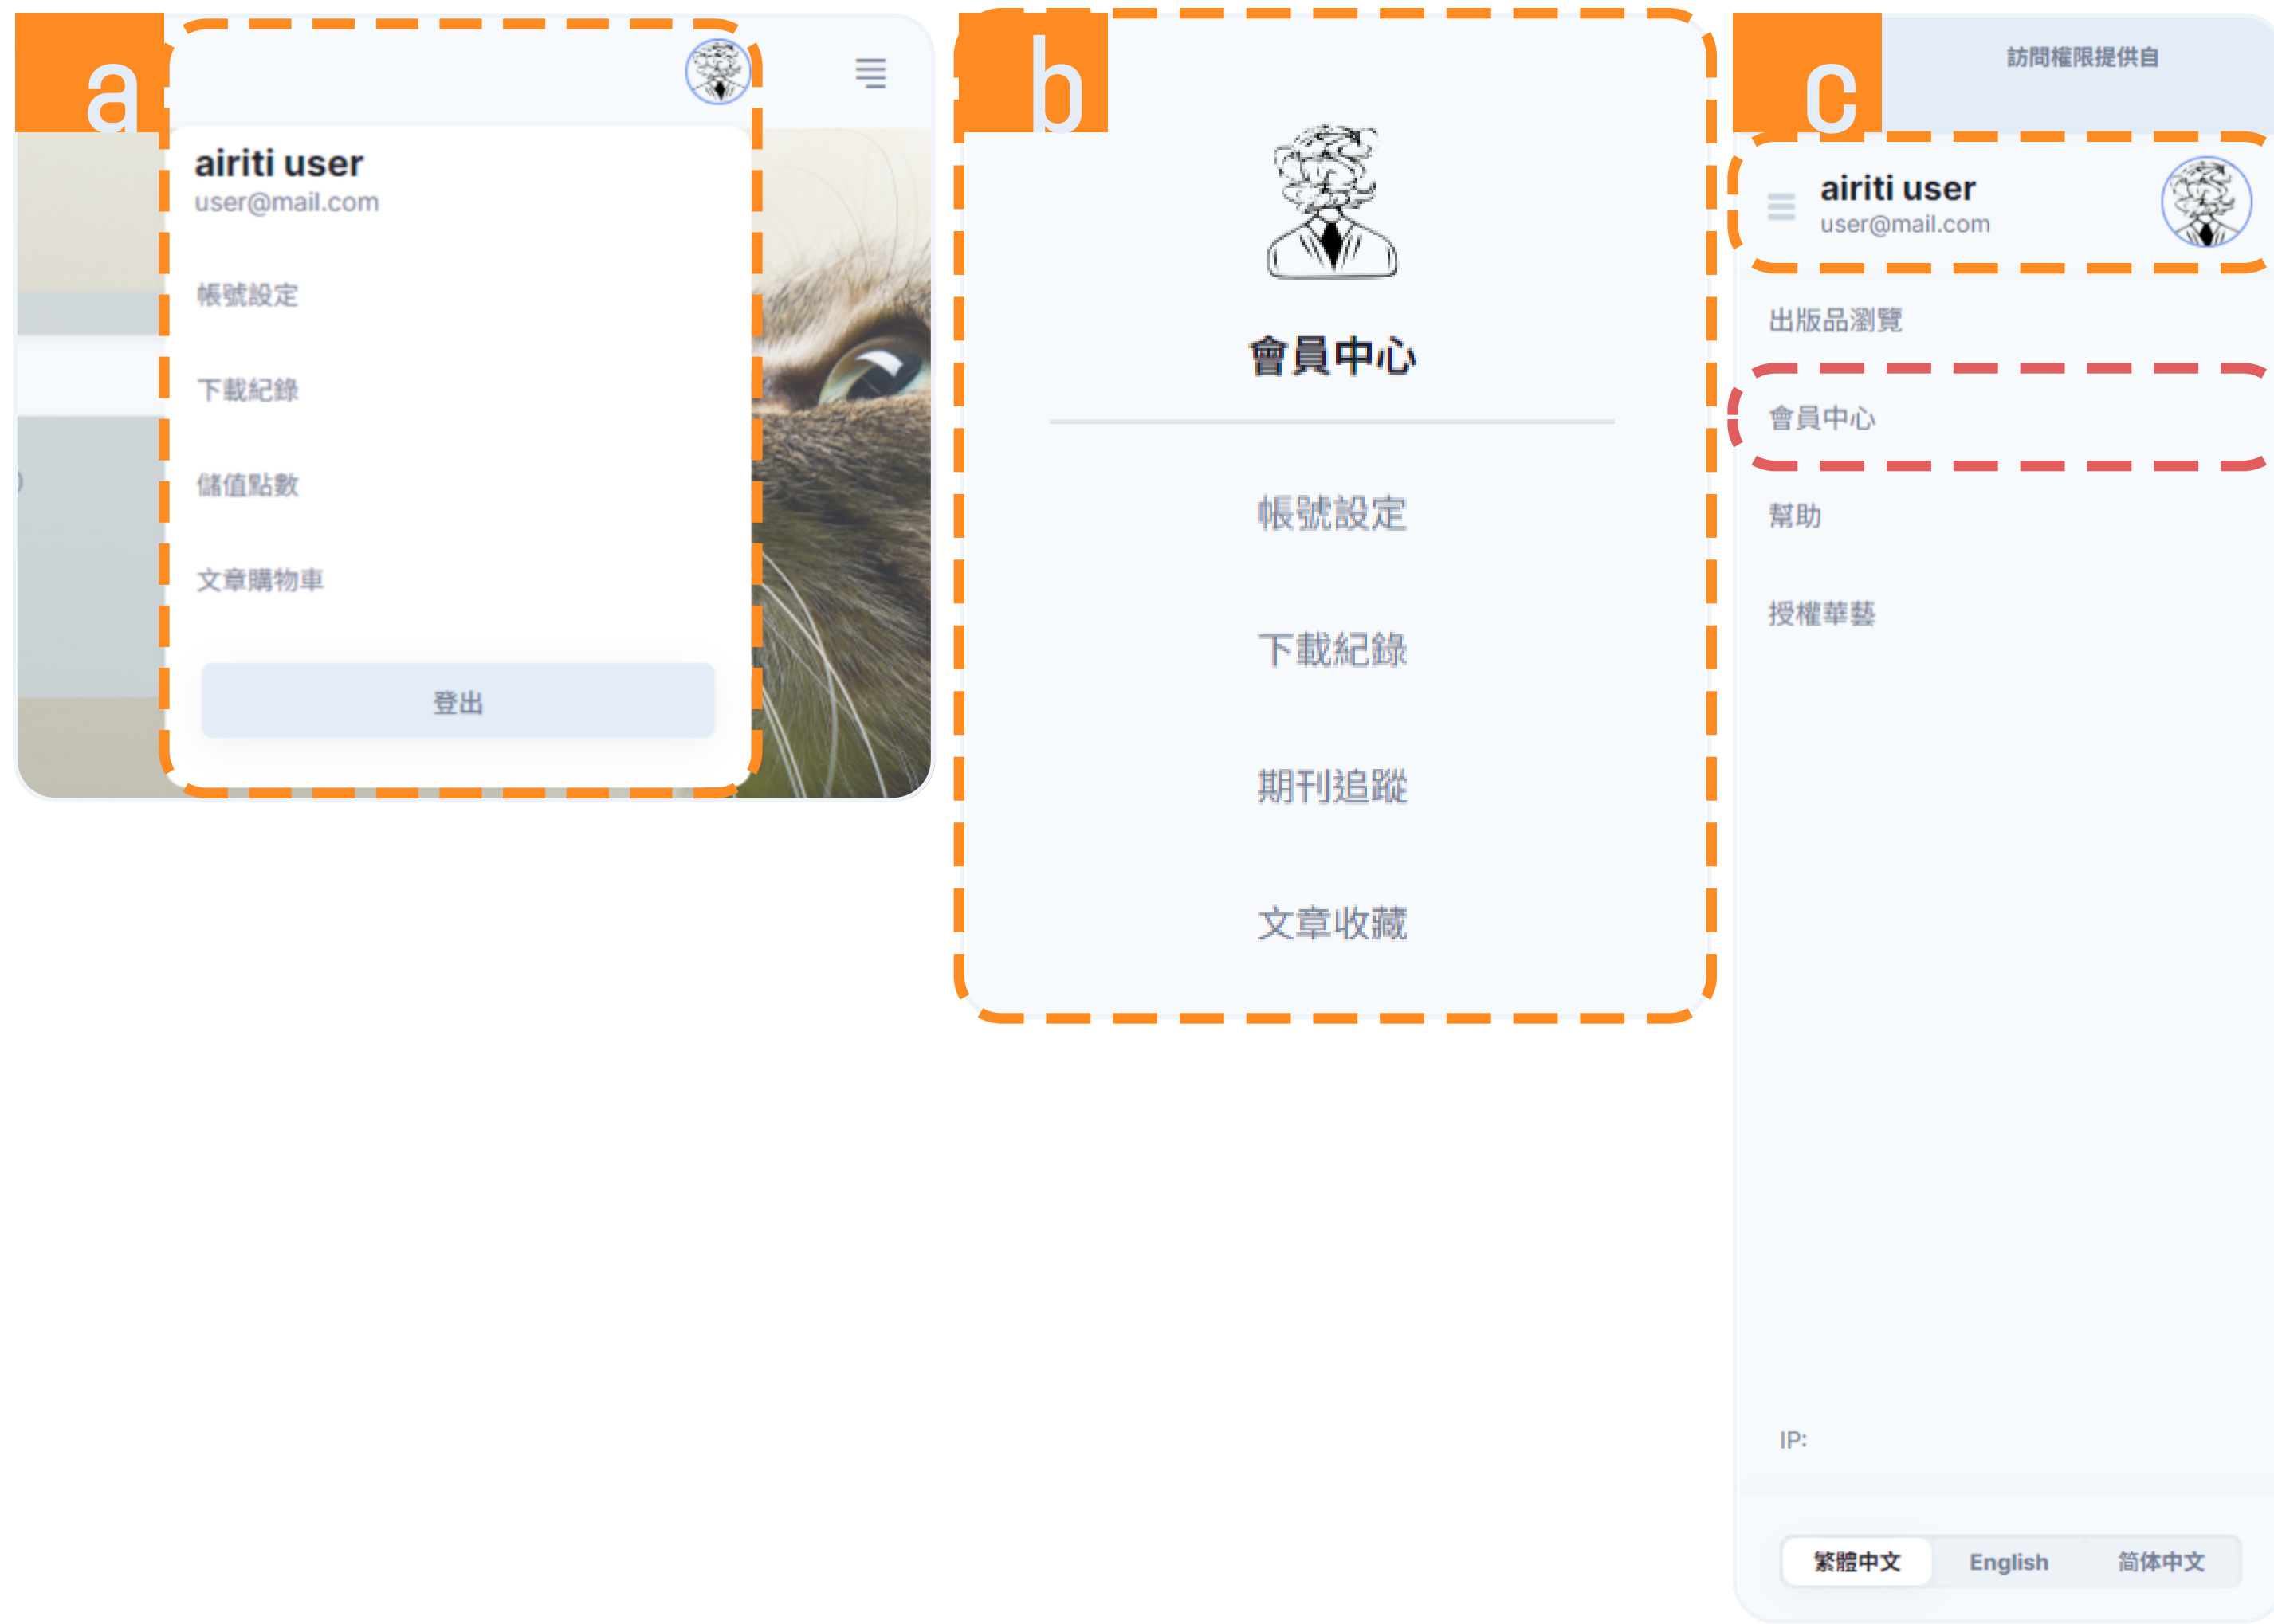 a
airiti user
user@mail.com
帳號設定
下載紀錄
儲值點數
文章購物車
登出
b
會員中心
帳號設定
下載紀錄
期刊追蹤
文章收藏
c
訪問權限提供自
airiti user
user@mail.com
出版品瀏覽
會員中心
幫助
授權華藝
IP:
繁體中文 English 简体中文